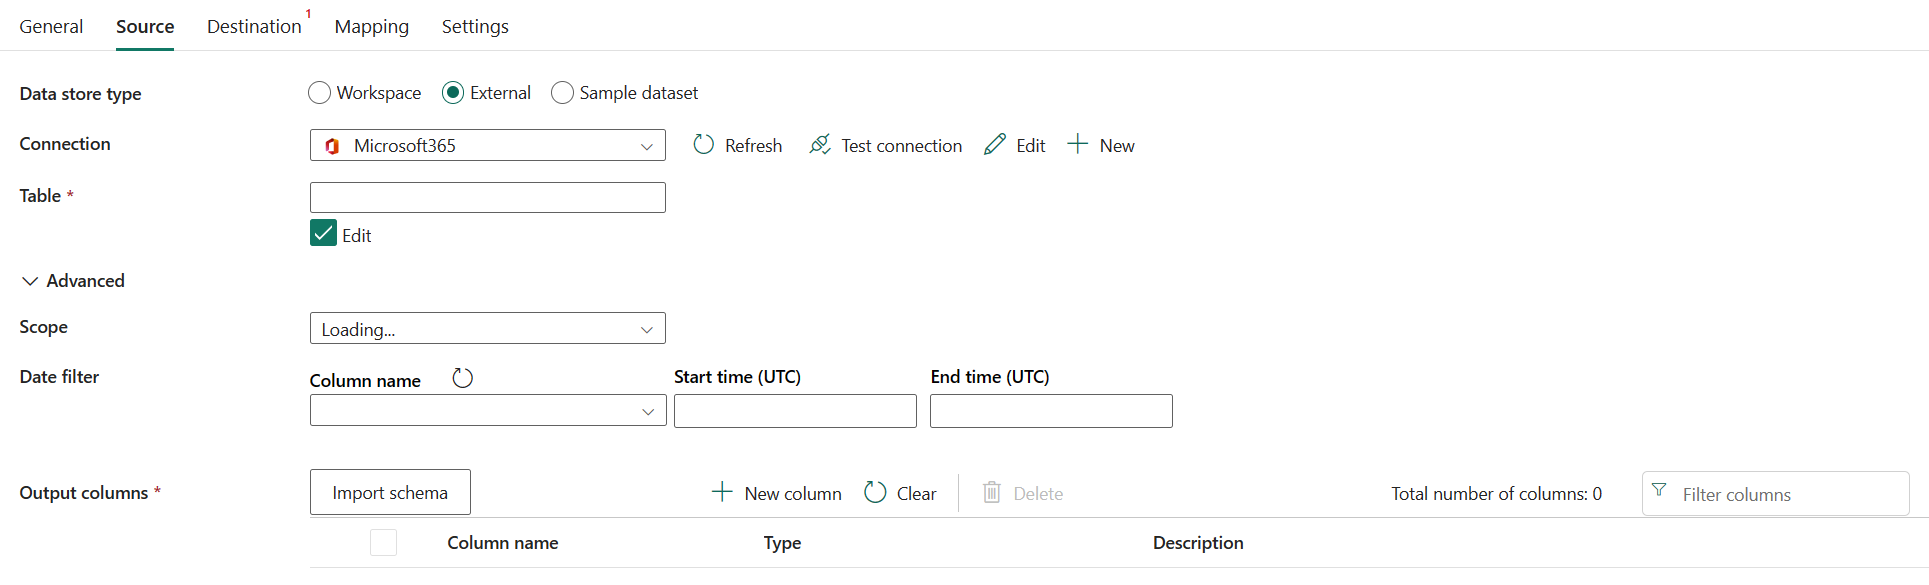 General Source Destination 1 Mapping Settings
Data store type Workspace External Sample dataset
Connection Microsoft365 Refresh Test connection Edit New
Table *
Edit
Advanced
Scope Loading...
Date filter Column name Start time (UTC) End time (UTC)
Output columns * Import schema New column Clear Delete Total number of columns: 0 Filter columns
Column name Type Description